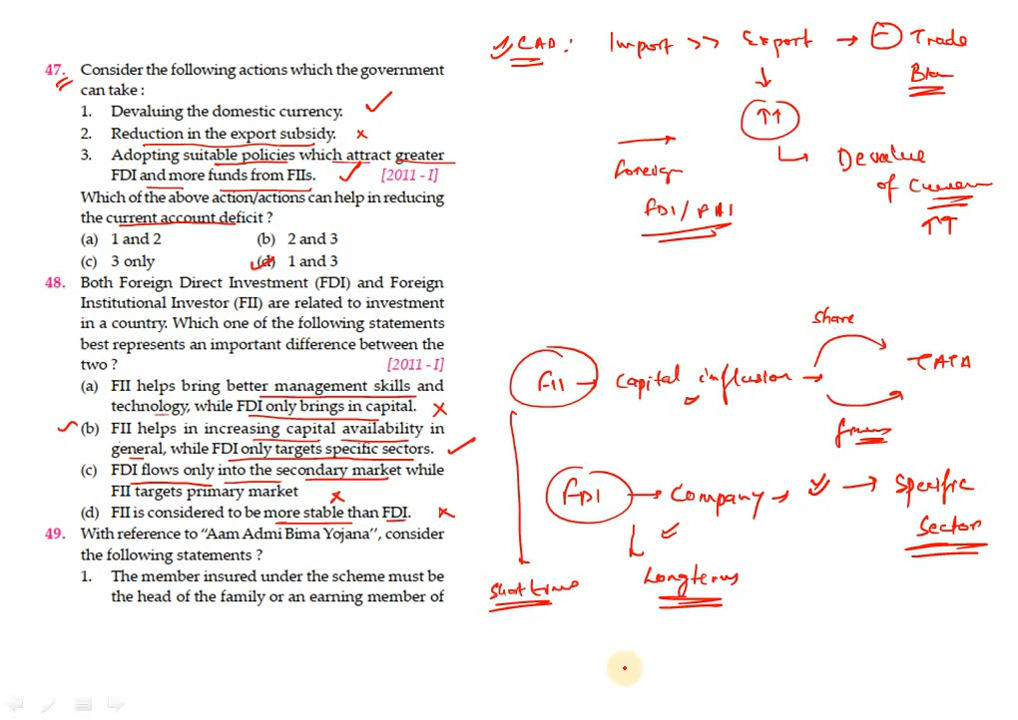 47. Consider the following actions which the government
can take :
1. Devaluing the domestic currency.
2. Reduction in the export subsidy.
3. Adopting suitable policies which attract greater
FDI and more funds from FIIs. [2011 - I]
Which of the above action/actions can help in reducing
the current account deficit ?
(a) 1 and 2 (b) 2 and 3
(c) 3 only (d) 1 and 3
48. Both Foreign Direct Investment (FDI) and Foreign
Institutional Investor (FII) are related to investment
in a country. Which one of the following statements
best represents an important difference between the
two ? [2011 - I]
(a) FII helps bring better management skills and
technology, while FDI only brings in capital.
(b) FII helps in increasing capital availability in
general, while FDI only targets specific sectors.
(c) FDI flows only into the secondary market while
FII targets primary market
(d) FII is considered to be more stable than FDI.
49. With reference to "Aam Admi Bima Yojana", consider
the following statements ?
1. The member insured under the scheme must be
the head of the family or an earning member of
CAD : Import >> Export → Trade
↑↑
Devalue
of
↑↑
Foreign
FDI /
share
FII → Capital → TATA
FDI → Company → → Specific
Sector
Short term
Longterm